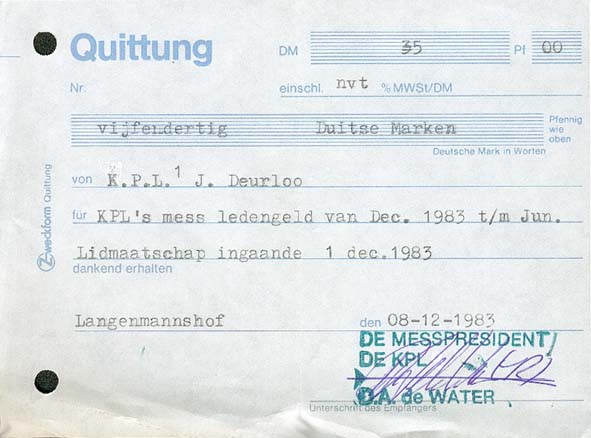 Quittung DM 35 Pf 00
Nr. einschl. nvt % MWSt/DM
vijfendertig Duitse Marken Pfennig wie oben
Deutsche Mark in Worten
von K.P.L.1 J. Deurloo
für KPL's mess ledengeld van Dec. 1983 t/m Jun.
Lidmaatschap ingaande 1 dec.1983
dankend erhalten
Langenmannshof den 08-12-1983
DE MESSPRESIDENT/
DE KPL
D.A. de WATER
Unterschrift des Empfängers
Zweckform Quittung